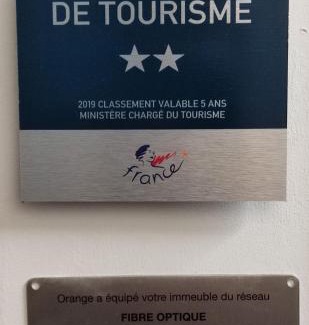 DE TOURISME
2019 CLASSEMENT VALABLE 5 ANS
MINISTÈRE CHARGÉ DU TOURISME
france
Orange a équipé votre immeuble du réseau
FIBRE OPTIQUE